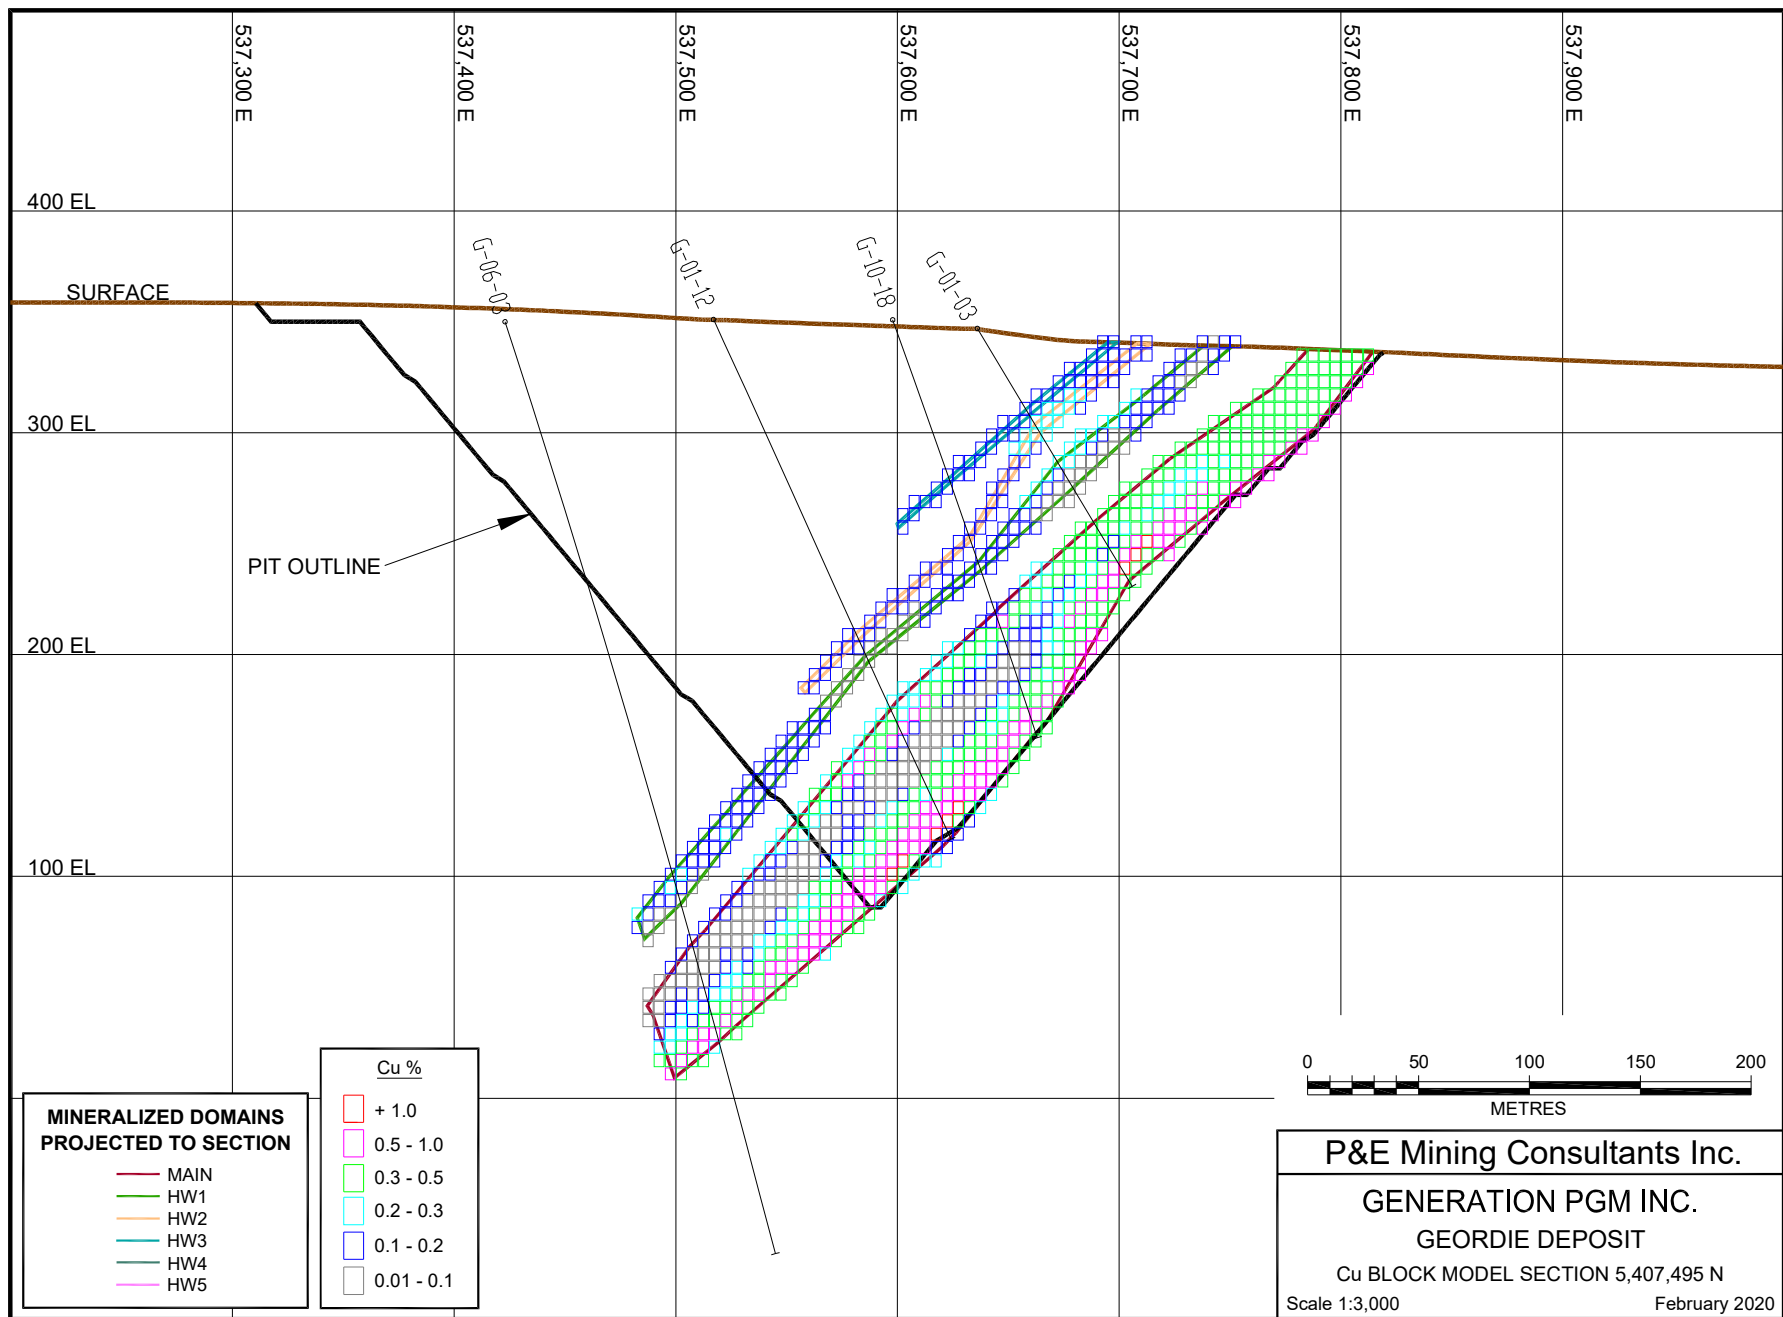 537,300 E
537,400 E
537,500 E
537,600 E
537,700 E
537,800 E
537,900 E
400 EL
300 EL
200 EL
100 EL
SURFACE
G-06-03
G-01-12
G-10-18
G-01-03
PIT OUTLINE
MINERALIZED DOMAINS
PROJECTED TO SECTION
MAIN
HW1
HW2
HW3
HW4
HW5
Cu %
+ 1.0
0.5 - 1.0
0.3 - 0.5
0.2 - 0.3
0.1 - 0.2
0.01 - 0.1
0 50 100 150 200
METRES
P&E Mining Consultants Inc.
GENERATION PGM INC.
GEORDIE DEPOSIT
Cu BLOCK MODEL SECTION 5,407,495 N
Scale 1:3,000 February 2020